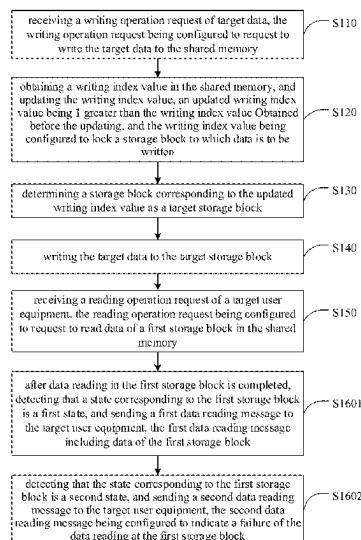 receiving a writing operation request of target data, the
writing operation request being configured to request to
write the target data to the shared memory
S110
obtaining a writing index value in the shared memory, and
updating the writing index value, an updated writing index
value being 1 greater than the writing index value Obtained
before the updating, and the writing index value being
configured to lock a storage block to which data is to be
written
S120
determining a storage block corresponding to the updated
writing index value as a target storage block
S130
writing the target data to the target storage block
S140
receiving a reading operation request of a target user
equipment, the reading operation request being configured
to request to read data of a first storage block in the shared
memory
S150
after data reading in the first storage block is completed,
detecting that a state corresponding to the first storage
block is a first state, and sending a first data reading message
to the target user equipment, the first data reading message
including data of the first storage block
S1601
detecting that the state corresponding to the first storage
block is a second state, and sending a second data reading
message to the target user equipment, the second data
reading message being configured to indicate a failure of the
data reading at the first storage block
S1602